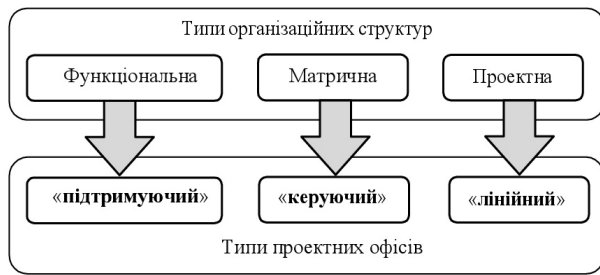 Типи організаційних структур
Функціональна
Матрична
Проектна
«підтримуючий»
«керуючий»
«лінійний»
Типи проектних офісів